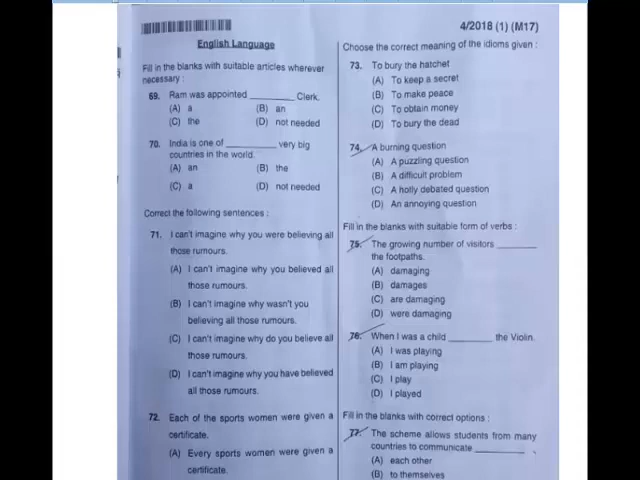 4/2018 (1) (M17)
English Language
Fill in the blanks with suitable articles wherever
necessary :
69. Ram was appointed ________ Clerk.
(A) a (B) an
(C) the (D) not needed
70. India is one of ________ very big
countries in the world.
(A) an (B) the
(C) a (D) not needed
Correct the following sentences :
71. I can't imagine why you were believing all
those rumours.
(A) I can't imagine why you believed all
those rumours.
(B) I can't imagine why wasn't you
believing all those rumours.
(C) I can't imagine why do you believe all
those rumours.
(D) I can't imagine why you have believed
all those rumours.
72. Each of the sports women were given a
certificate.
(A) Every sports women were given a
certificate.
Choose the correct meaning of the idioms given :
73. To bury the hatchet
(A) To keep a secret
(B) To make peace
(C) To obtain money
(D) To bury the dead
74. A burning question
(A) A puzzling question
(B) A difficult problem
(C) A holly debated question
(D) An annoying question
Fill in the blanks with suitable form of verbs :
75. The growing number of visitors ________
the footpaths.
(A) damaging
(B) damages
(C) are damaging
(D) were damaging
76. When I was a child ________ the Violin.
(A) I was playing
(B) I am playing
(C) I play
(D) I played
Fill in the blanks with correct options :
77. The scheme allows students from many
countries to communicate ________.
(A) each other
(B) to themselves